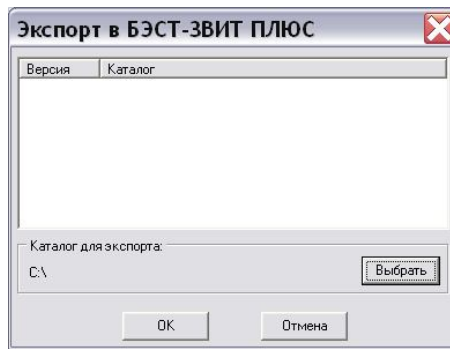 Экспорт в БЭСТ-ЗВИТ ПЛЮС
Версия Каталог
Каталог для экспорта:
C:\
Выбрать
OK Отмена